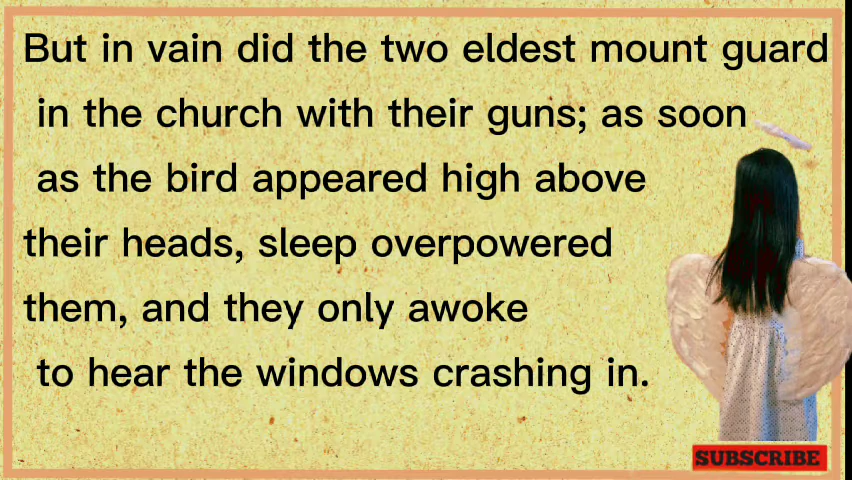 But in vain did the two eldest mount guard
in the church with their guns; as soon
as the bird appeared high above
their heads, sleep overpowered
them, and they only awoke
to hear the windows crashing in.
SUBSCRIBE